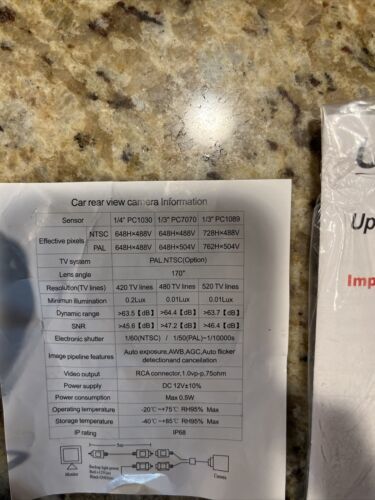 Car rear view camera Information
Sensor 1/4" PC1030 1/3" PC7070 1/3" PC1089
Effective pixels NTSC 648H×488V 648H×488V 728H×488V
PAL 648H×488V 648H×504V 762H×504V
TV system PAL.NTSC(Option)
Lens angle 170°
Resolution(TV lines) 420 TV lines 480 TV lines 520 TV lines
Minimun illumination 0.2Lux 0.01Lux 0.01Lux
Dynamic range >63.5 [dB] >64.4 [dB] >63.7 [dB]
SNR >45.6 [dB] >47.2 [dB] >46.4 [dB]
Electronic shutter 1/60(NTSC) / 1/50(PAL)~1/10000s
Image pipeline features Auto exposure,AWB,AGC,Auto flicker
detectionand cancellation
Video output RCA connector,1.0vp-p,75ohm
Power supply DC 12V±10%
Power consumption Max 0.5W
Operating temperature -20℃~+75℃ RH95% Max
Storage temperature -40℃~+85℃ RH95% Max
IP rating IP68
Monitor
Camera
Up
Imp